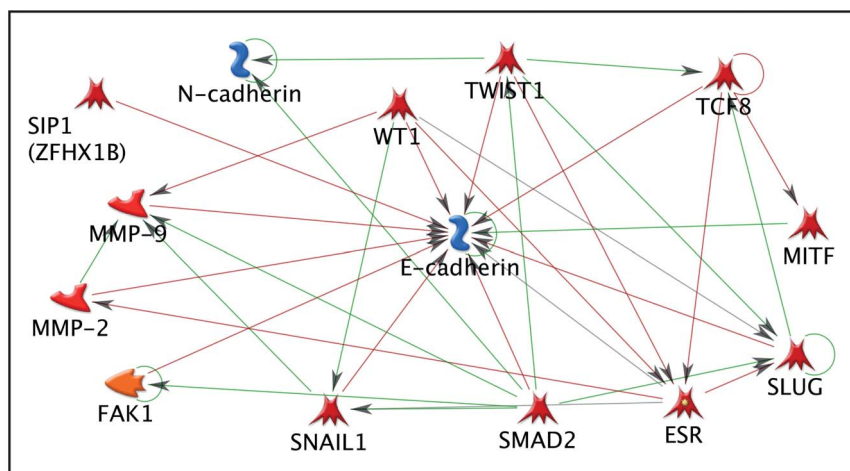 N-cadherin
TWIST1
TCF8
SIP1
(ZFHX1B)
WT1
MMP-9
E-cadherin
MITF
MMP-2
FAK1
SNAIL1
SMAD2
ESR
SLUG